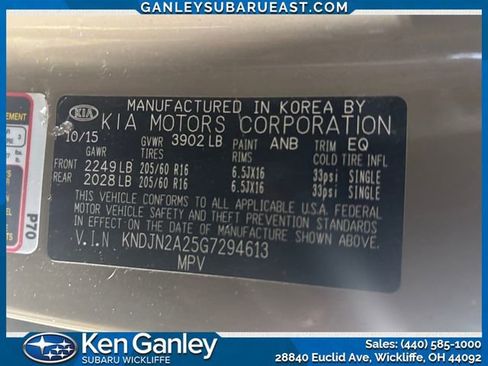 GANLEYSUBARUEAST.COM
MANUFACTURED IN KOREA BY
KIA KIA MOTORS CORPORATION
10/15 GVWR 3902 LB PAINT ANB TRIM EQ
GAWR TIRES RIMS COLD TIRE INFL
FRONT 2249 LB 205/60 R16 6.5JX16 33psi SINGLE
REAR 2028 LB 205/60 R16 6.5JX16 33psi SINGLE
THIS VEHICLE CONFORMS TO ALL APPLICABLE U.S.A. FEDERAL
MOTOR VEHICLE SAFETY AND THEFT PREVENTION STANDARDS
IN EFFECT ON THE DATE OF MANUFACTURE SHOWN ABOVE.
V.I.N KNDJN2A25G7294613
MPV
P70
Ken Ganley
SUBARU WICKLIFFE
Sales: (440) 585-1000
28840 Euclid Ave, Wickliffe, OH 44092